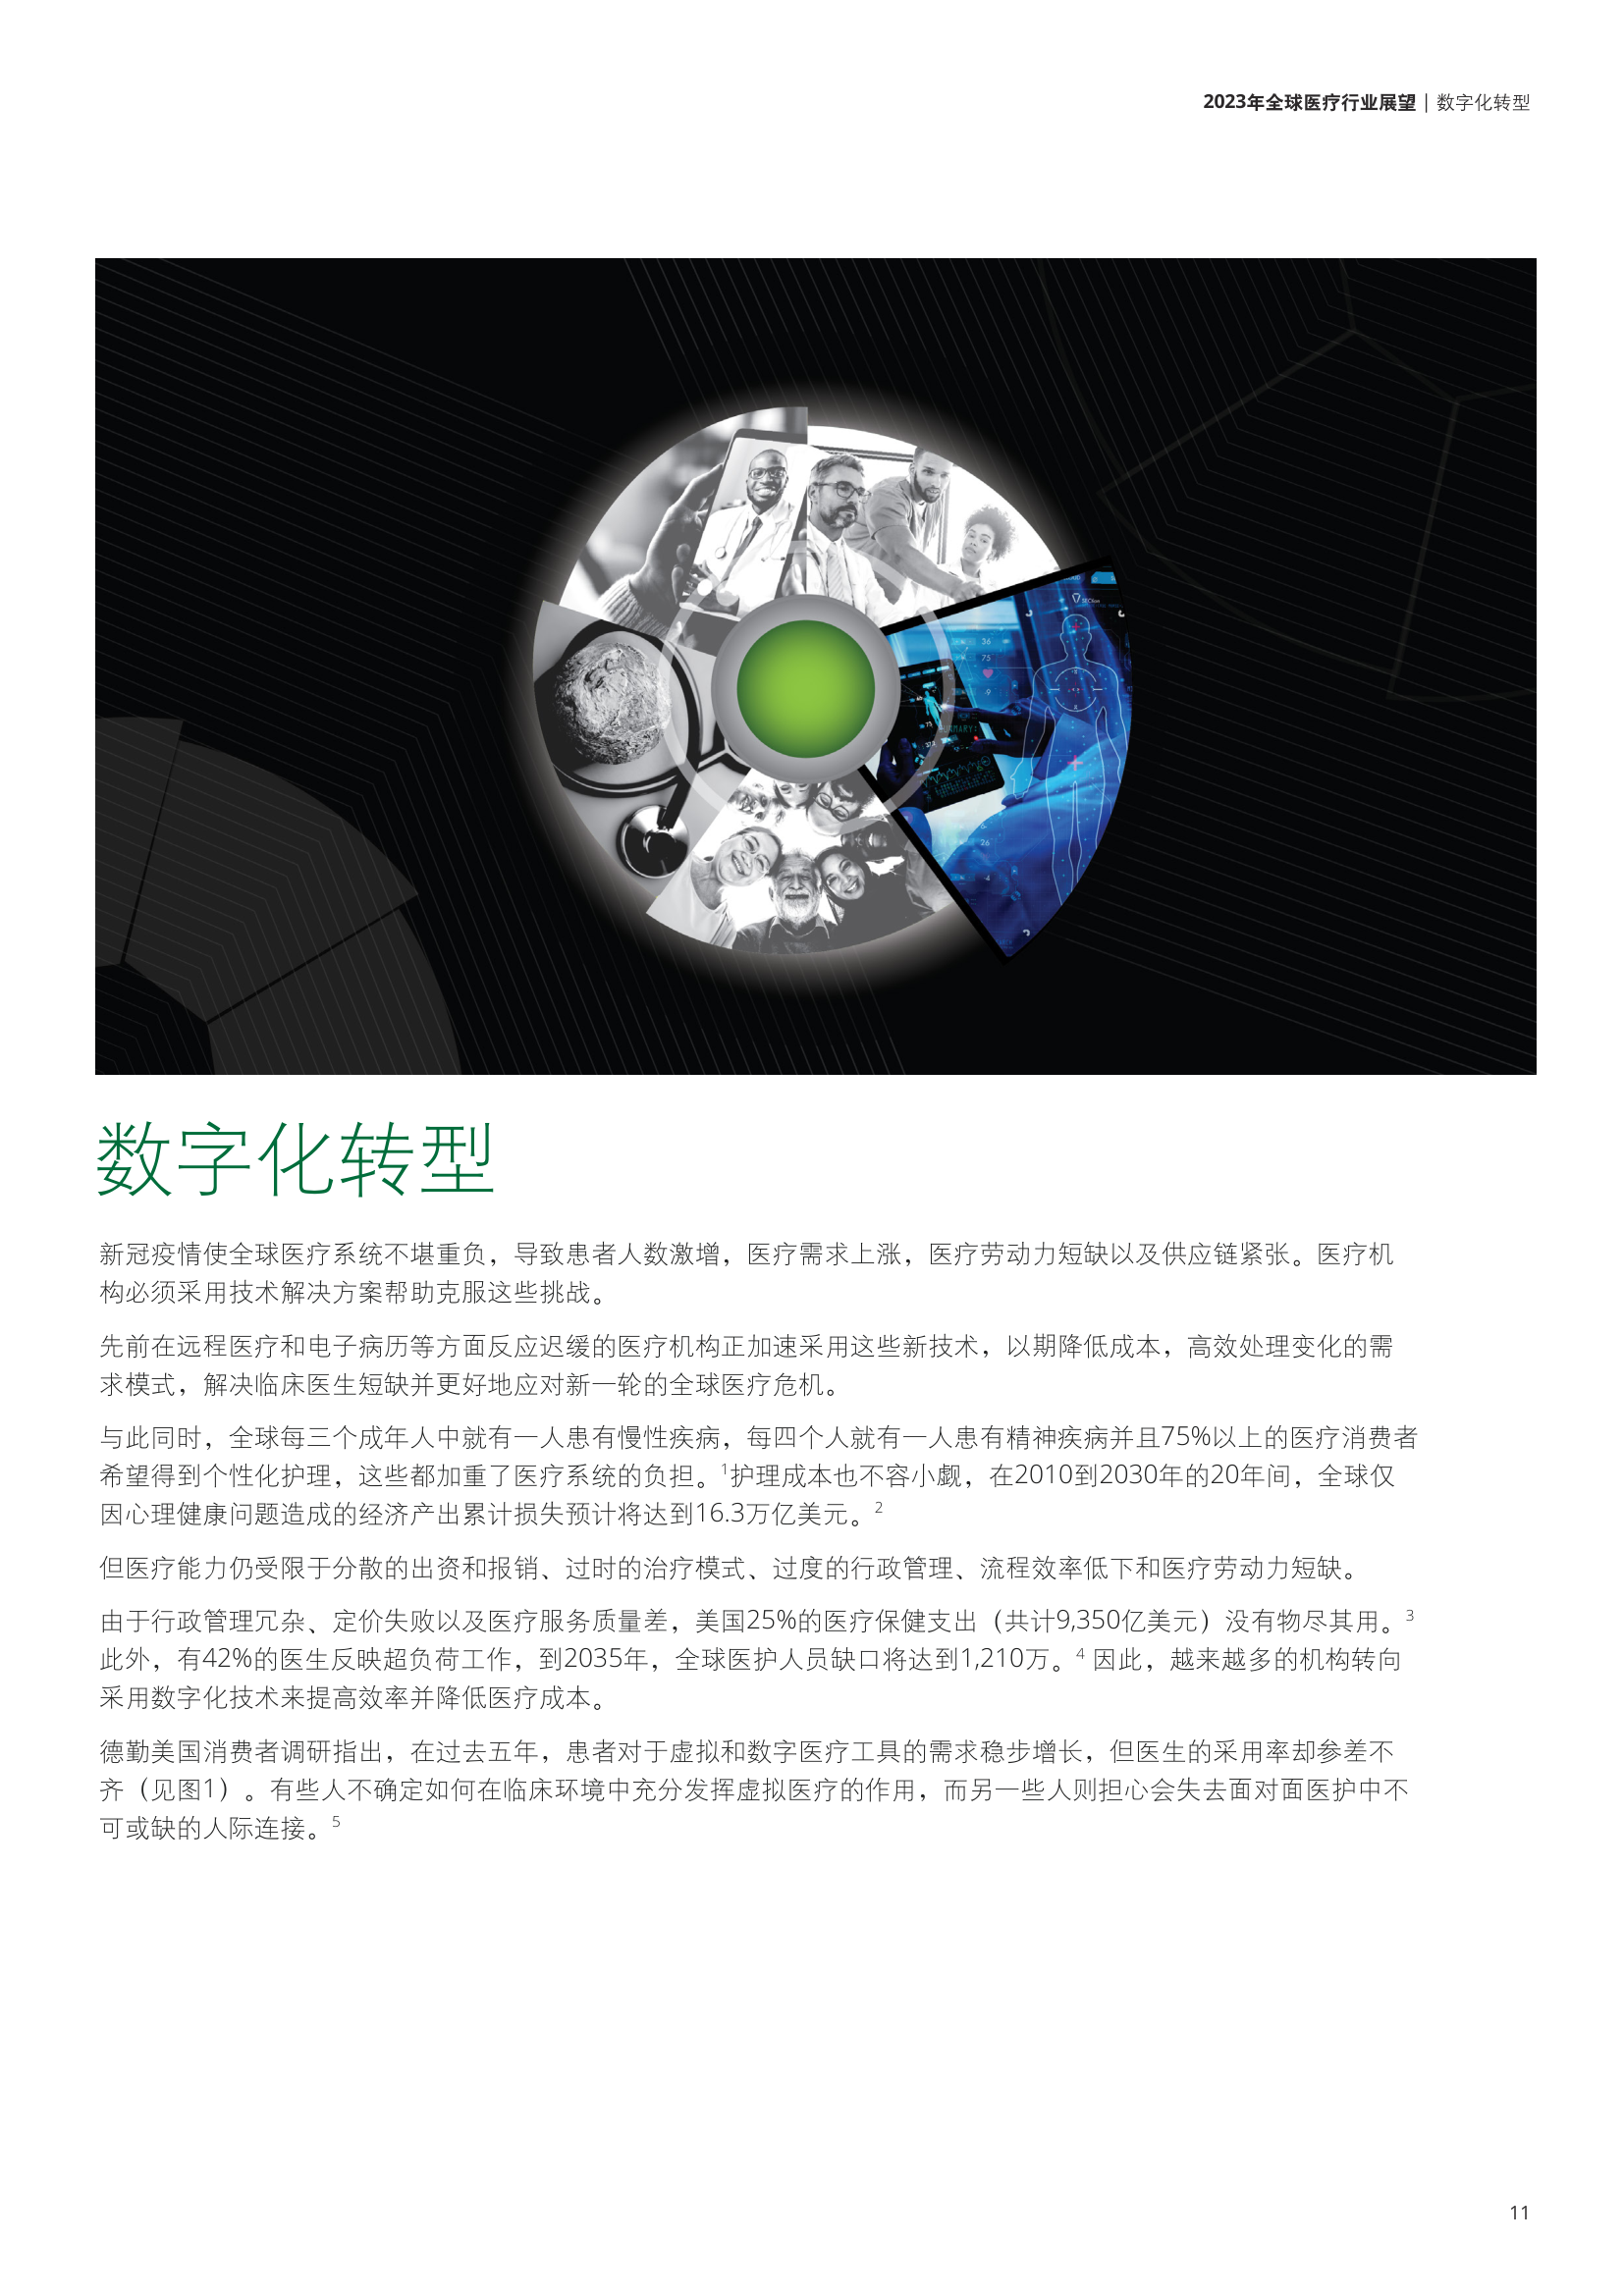 2023年全球医疗行业展望 | 数字化转型
36
75
-9
SUMMARY:
73
37.2
26
-4
数字化转型
新冠疫情使全球医疗系统不堪重负，导致患者人数激增，医疗需求上涨，医疗劳动力短缺以及供应链紧张。医疗机
构必须采用技术解决方案帮助克服这些挑战。
先前在远程医疗和电子病历等方面反应迟缓的医疗机构正加速采用这些新技术，以期降低成本，高效处理变化的需
求模式，解决临床医生短缺并更好地应对新一轮的全球医疗危机。
与此同时，全球每三个成年人中就有一人患有慢性疾病，每四个人就有一人患有精神疾病并且75%以上的医疗消费者
希望得到个性化护理，这些都加重了医疗系统的负担。1护理成本也不容小觑，在2010到2030年的20年间，全球仅
因心理健康问题造成的经济产出累计损失预计将达到16.3万亿美元。2
但医疗能力仍受限于分散的出资和报销、过时的治疗模式、过度的行政管理、流程效率低下和医疗劳动力短缺。
由于行政管理冗杂、定价失败以及医疗服务质量差，美国25%的医疗保健支出（共计9,350亿美元）没有物尽其用。3
此外，有42%的医生反映超负荷工作，到2035年，全球医护人员缺口将达到1,210万。4 因此，越来越多的机构转向
采用数字化技术来提高效率并降低医疗成本。
德勤美国消费者调研指出，在过去五年，患者对于虚拟和数字医疗工具的需求稳步增长，但医生的采用率却参差不
齐（见图1）。有些人不确定如何在临床环境中充分发挥虚拟医疗的作用，而另一些人则担心会失去面对面医护中不
可或缺的人际连接。5
11